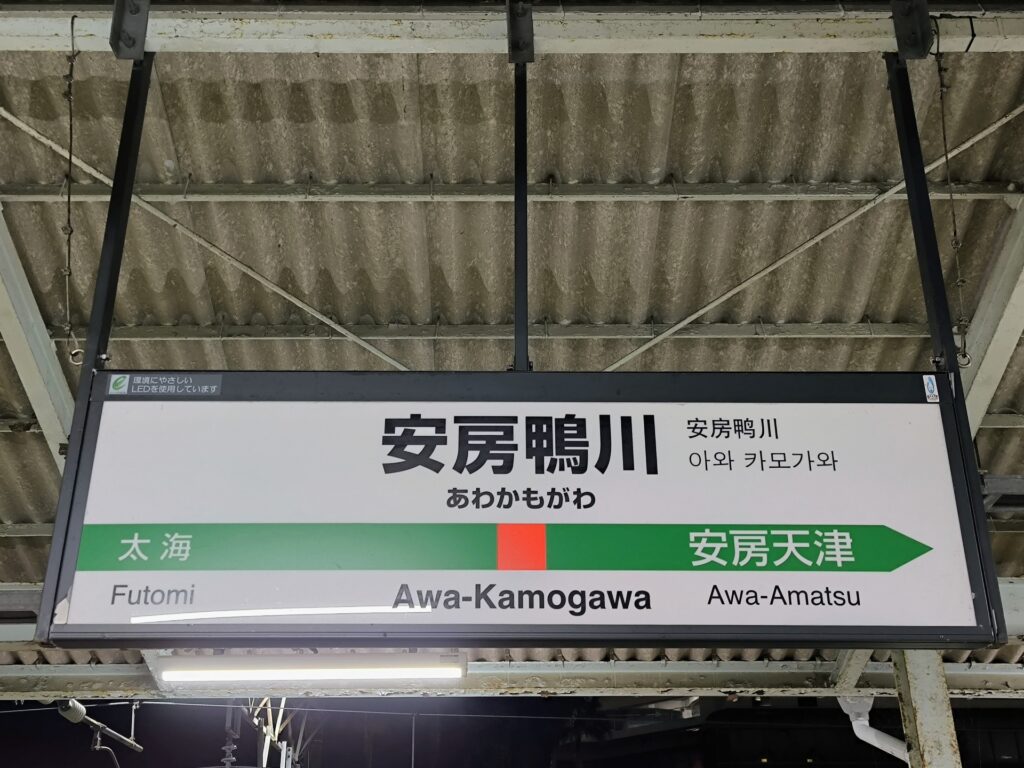 環境にやさしい
LEDを使用しています
安房鴨川
安房鸭川
아와 카모가와
あわかもがわ
太海
安房天津
Futomi
Awa-Kamogawa
Awa-Amatsu